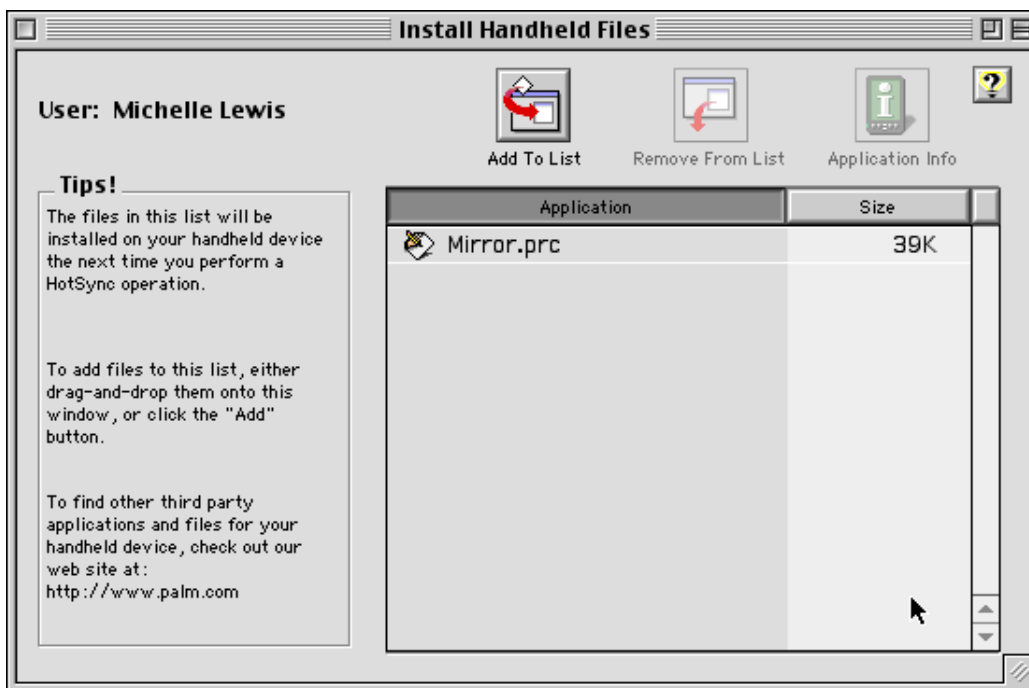 Install Handheld Files
User: Michelle Lewis
?
Add To List
Remove From List
Application Info
Tips!
The files in this list will be
installed on your handheld device
the next time you perform a
HotSync operation.
To add files to this list, either
drag-and-drop them onto this
window, or click the "Add"
button.
To find other third party
applications and files for your
handheld device, check out our
web site at:
http://www.palm.com
Application Size
Mirror.prc 39K